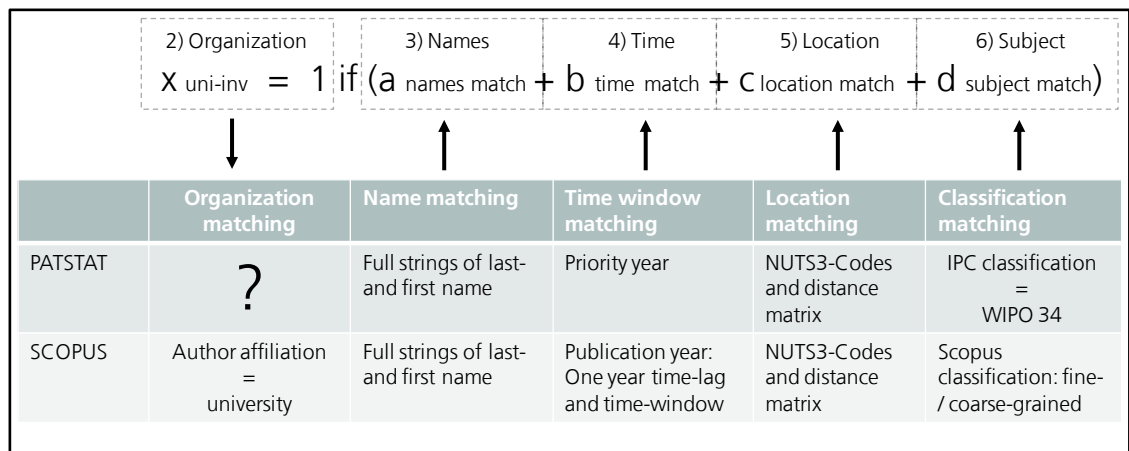 2) Organization 3) Names 4) Time 5) Location 6) Subject
x uni-inv = 1 if (a names match + b time match + c location match + d subject match)
Organization matching
Name matching
Time window matching
Location matching
Classification matching
PATSTAT
?
Full strings of last-
and first name
Priority year
NUTS3-Codes
and distance
matrix
IPC classification
=
WIPO 34
SCOPUS
Author affiliation
=
university
Full strings of last-
and first name
Publication year:
One year time-lag
and time-window
NUTS3-Codes
and distance
matrix
Scopus
classification: fine-
/ coarse-grained